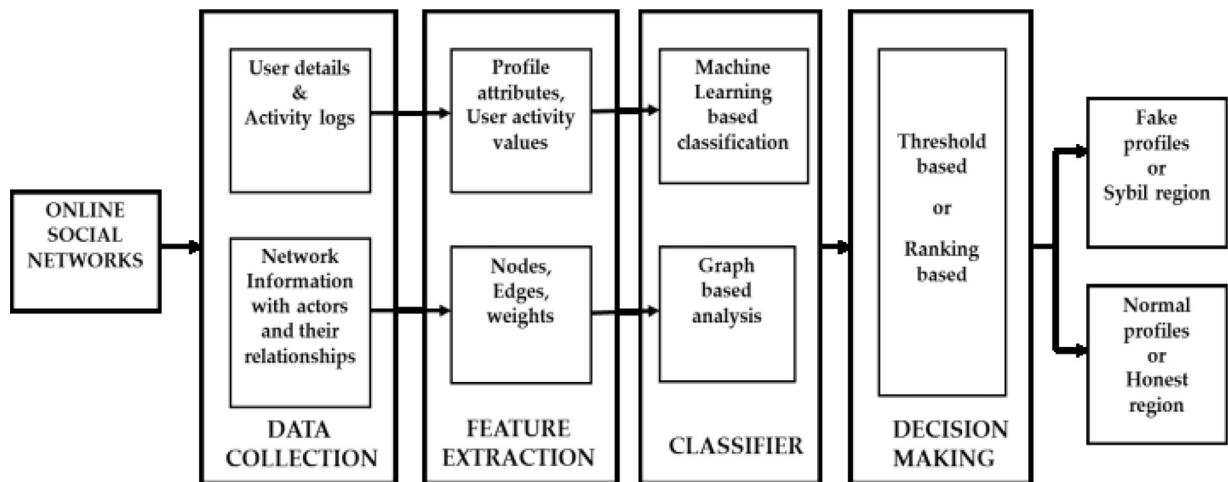 ONLINE
SOCIAL
NETWORKS
User details
&
Activity logs
Network
Information
with actors
and their
relationships
DATA
COLLECTION
Profile
attributes,
User activity
values
Nodes,
Edges,
weights
FEATURE
EXTRACTION
Machine
Learning
based
classification
Graph
based
analysis
CLASSIFIER
Threshold
based
or
Ranking
based
DECISION
MAKING
Fake
profiles
or
Sybil region
Normal
profiles
or
Honest
region